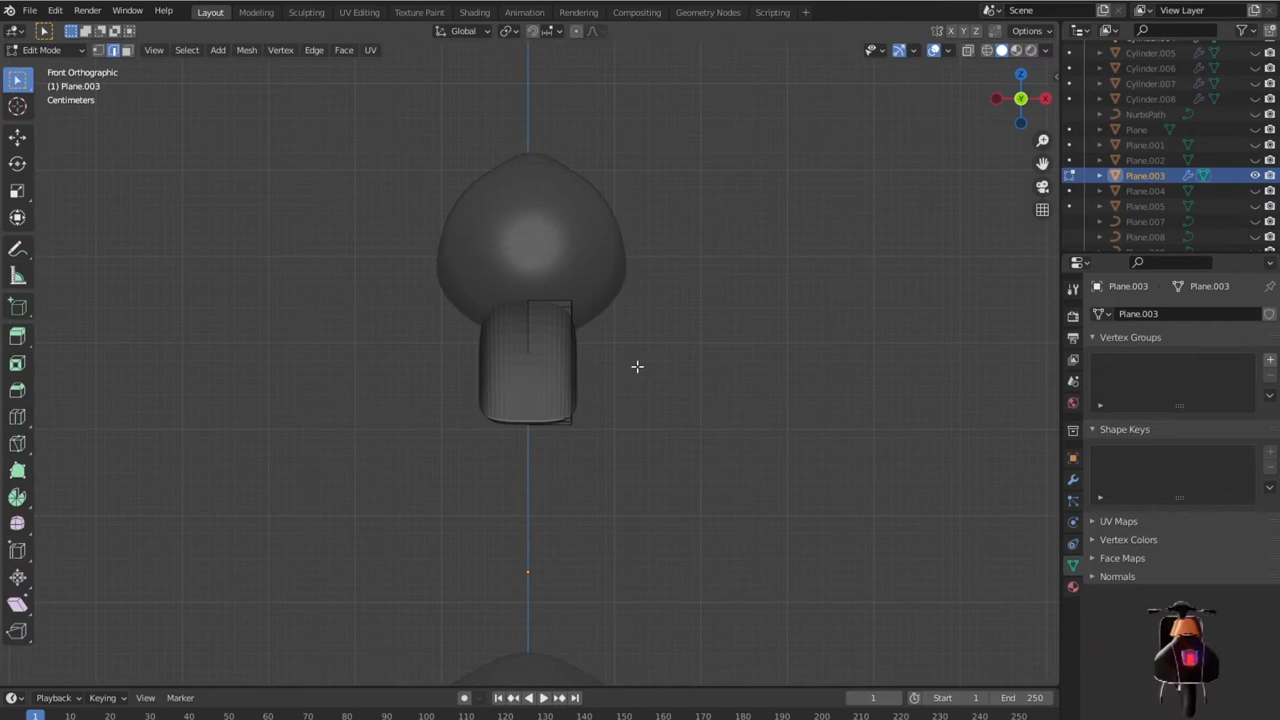 File Edit Render Window Help Layout Modeling Sculpting UV Editing Texture Paint Shading Animation Rendering Compositing Geometry Nodes Scripting + Scene View Layer
Global Options
Edit Mode View Select Add Mesh Vertex Edge Face UV X Y Z
Front Orthographic
(1) Plane.003
Centimeters
Z
Y
X
Cylinder.005
Cylinder.006
Cylinder.007
Cylinder.008
NurbsPath
Plane
Plane.001
Plane.002
Plane.003
Plane.004
Plane.005
Plane.007
Plane.008
Plane.003 Plane.003
Plane.003
Vertex Groups
Shape Keys
UV Maps
Vertex Colors
Face Maps
Normals
Playback Keying View Marker 1 Start 1 End 250
1 10 20 30 40 50 60 70 80 90 100 110 120 130 140 150 160 170 180 190 200 210 220 230 240 250